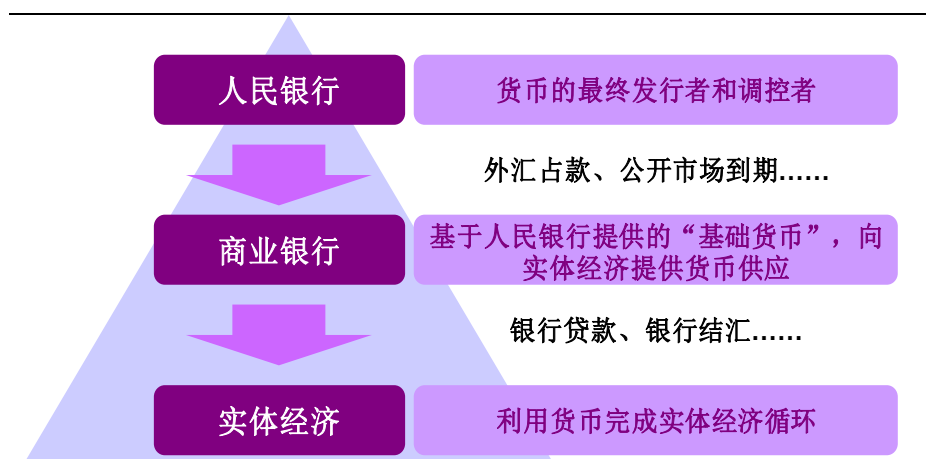 人民银行
货币的最终发行者和调控者
外汇占款、公开市场到期……
商业银行
基于人民银行提供的“基础货币”，向
实体经济提供货币供应
银行贷款、银行结汇……
实体经济
利用货币完成实体经济循环